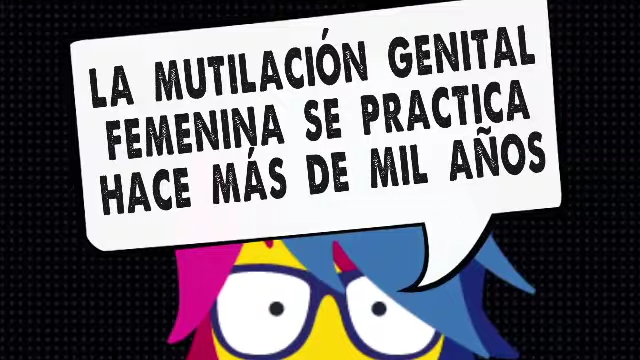 LA MUTILACIÓN GENITAL
FEMENINA SE PRACTICA
HACE MÁS DE MIL AÑOS